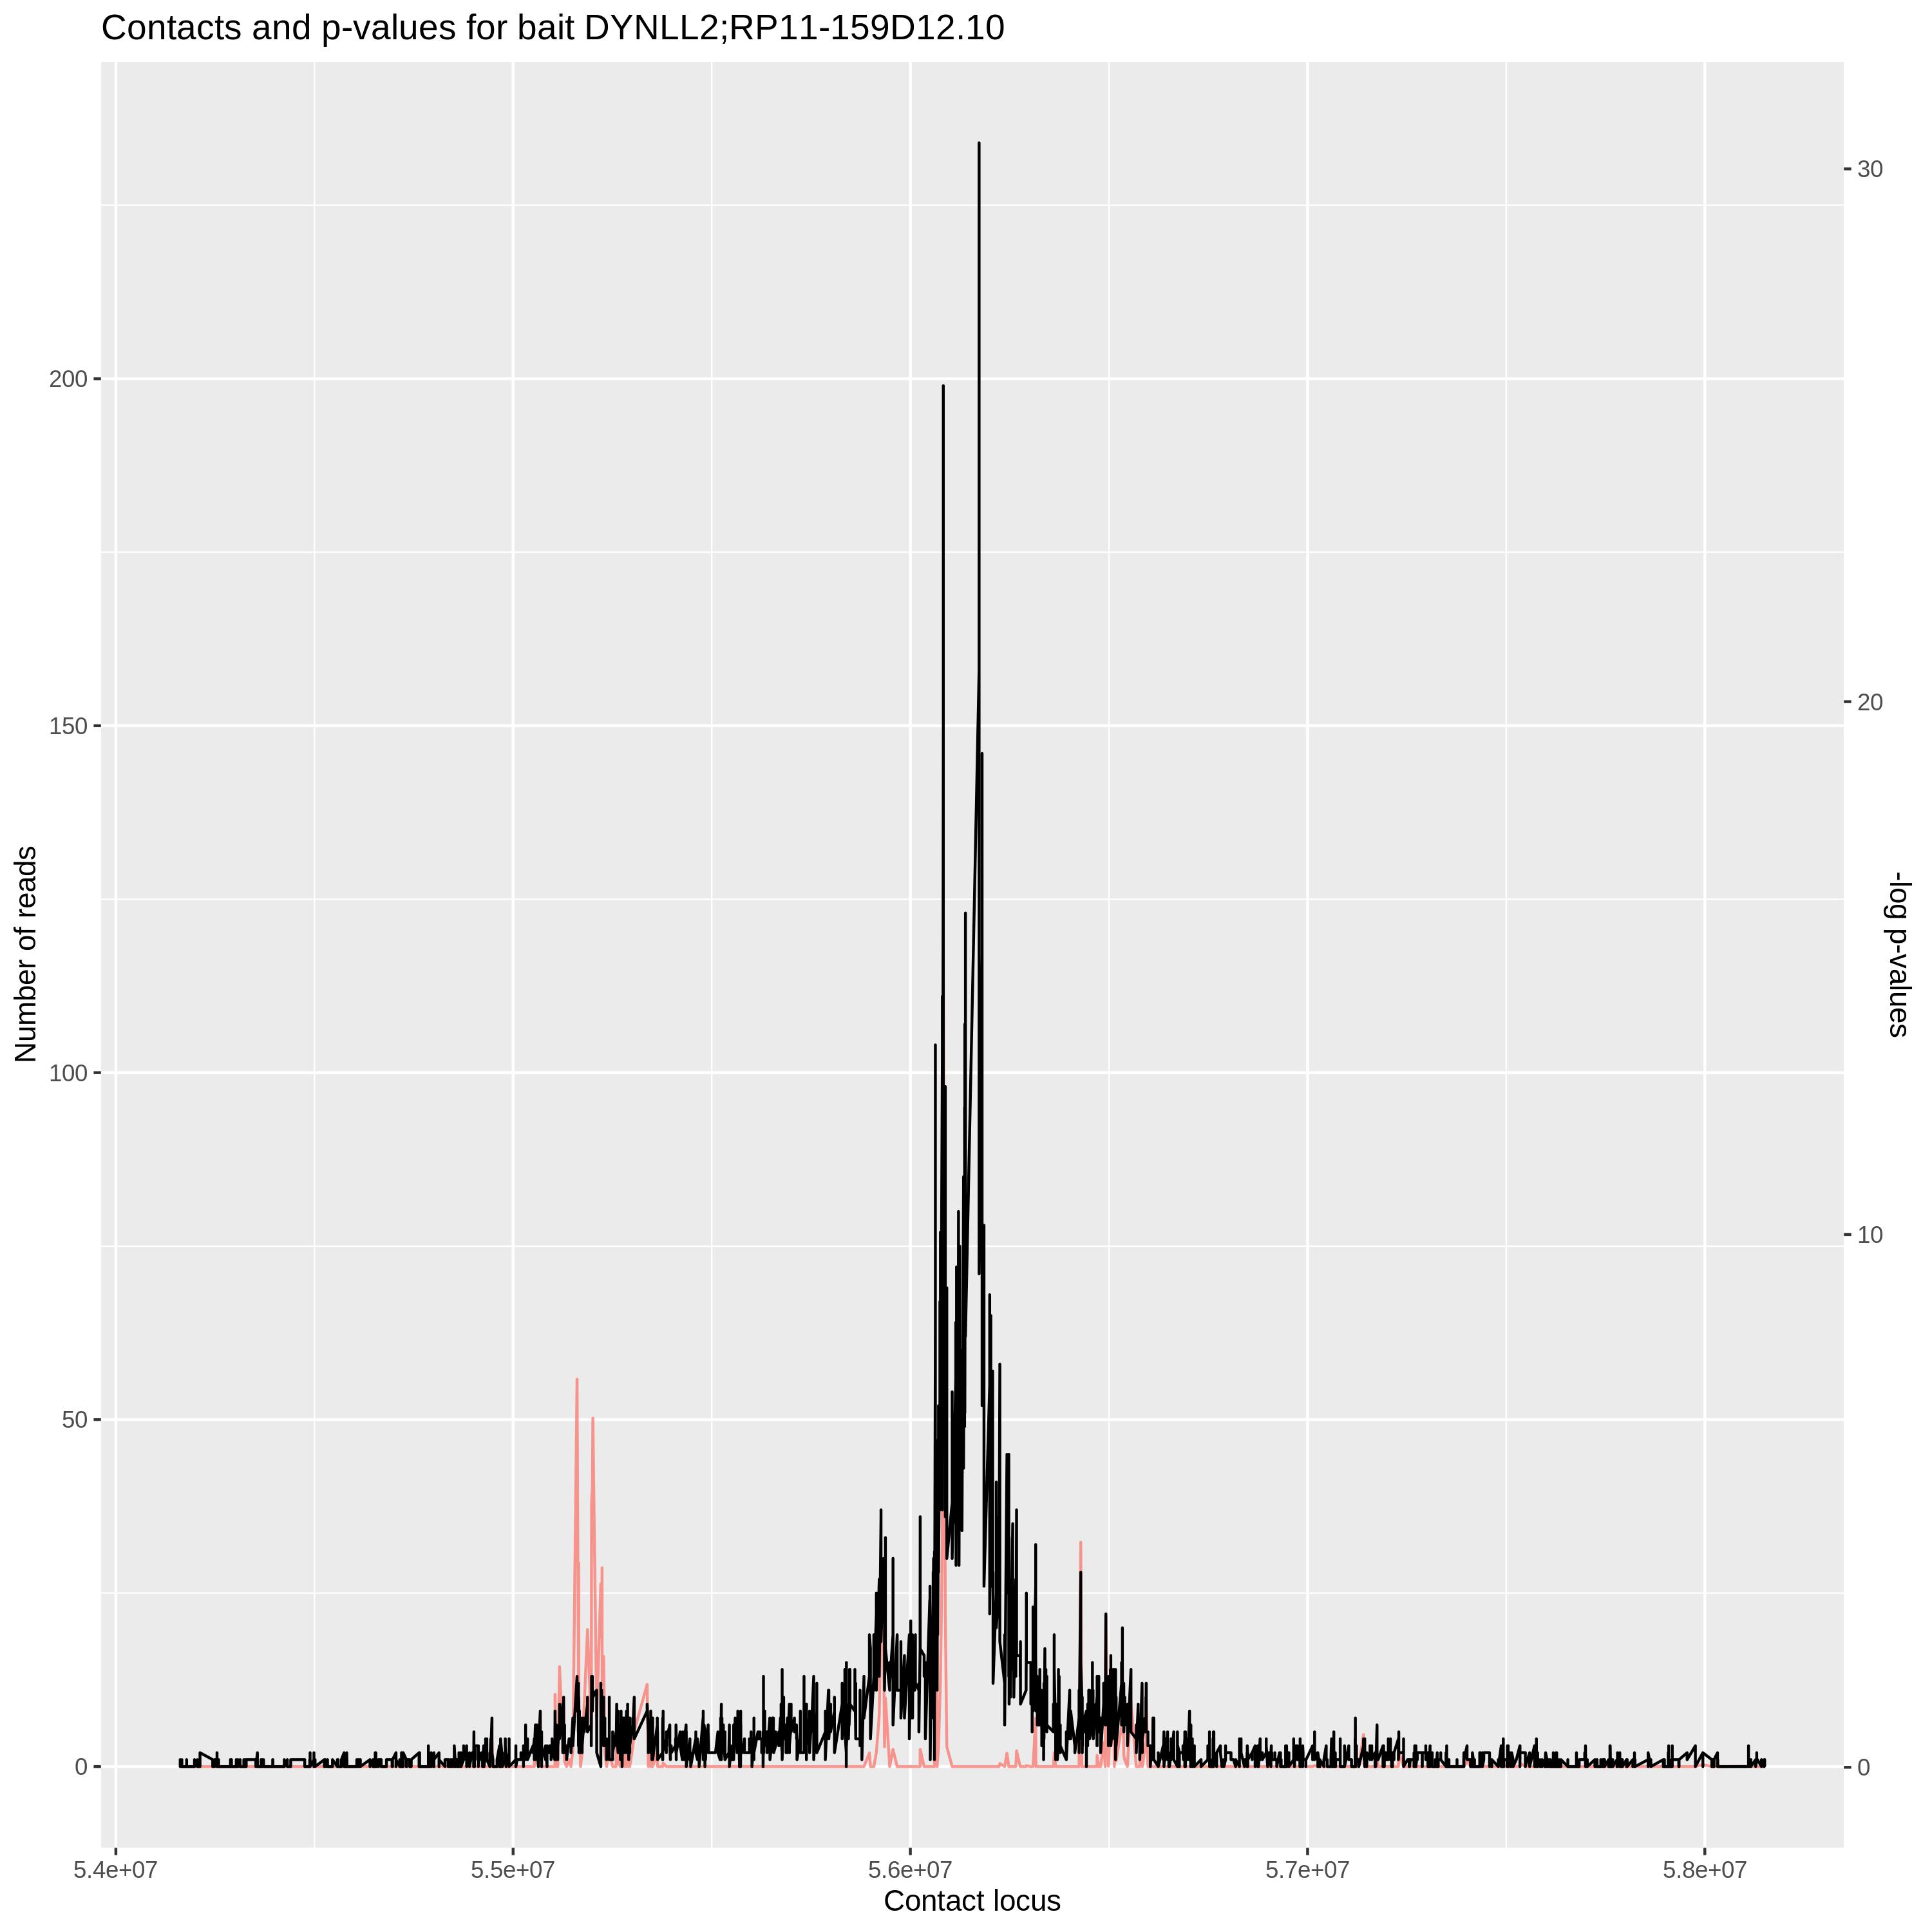 Contacts and p-values for bait DYNLL2;RP11-159D12.10
200
150
100
50
0
Number of reads
30
20
10
0
-log p-values
5.4e+07 5.5e+07 5.6e+07 5.7e+07 5.8e+07
Contact locus